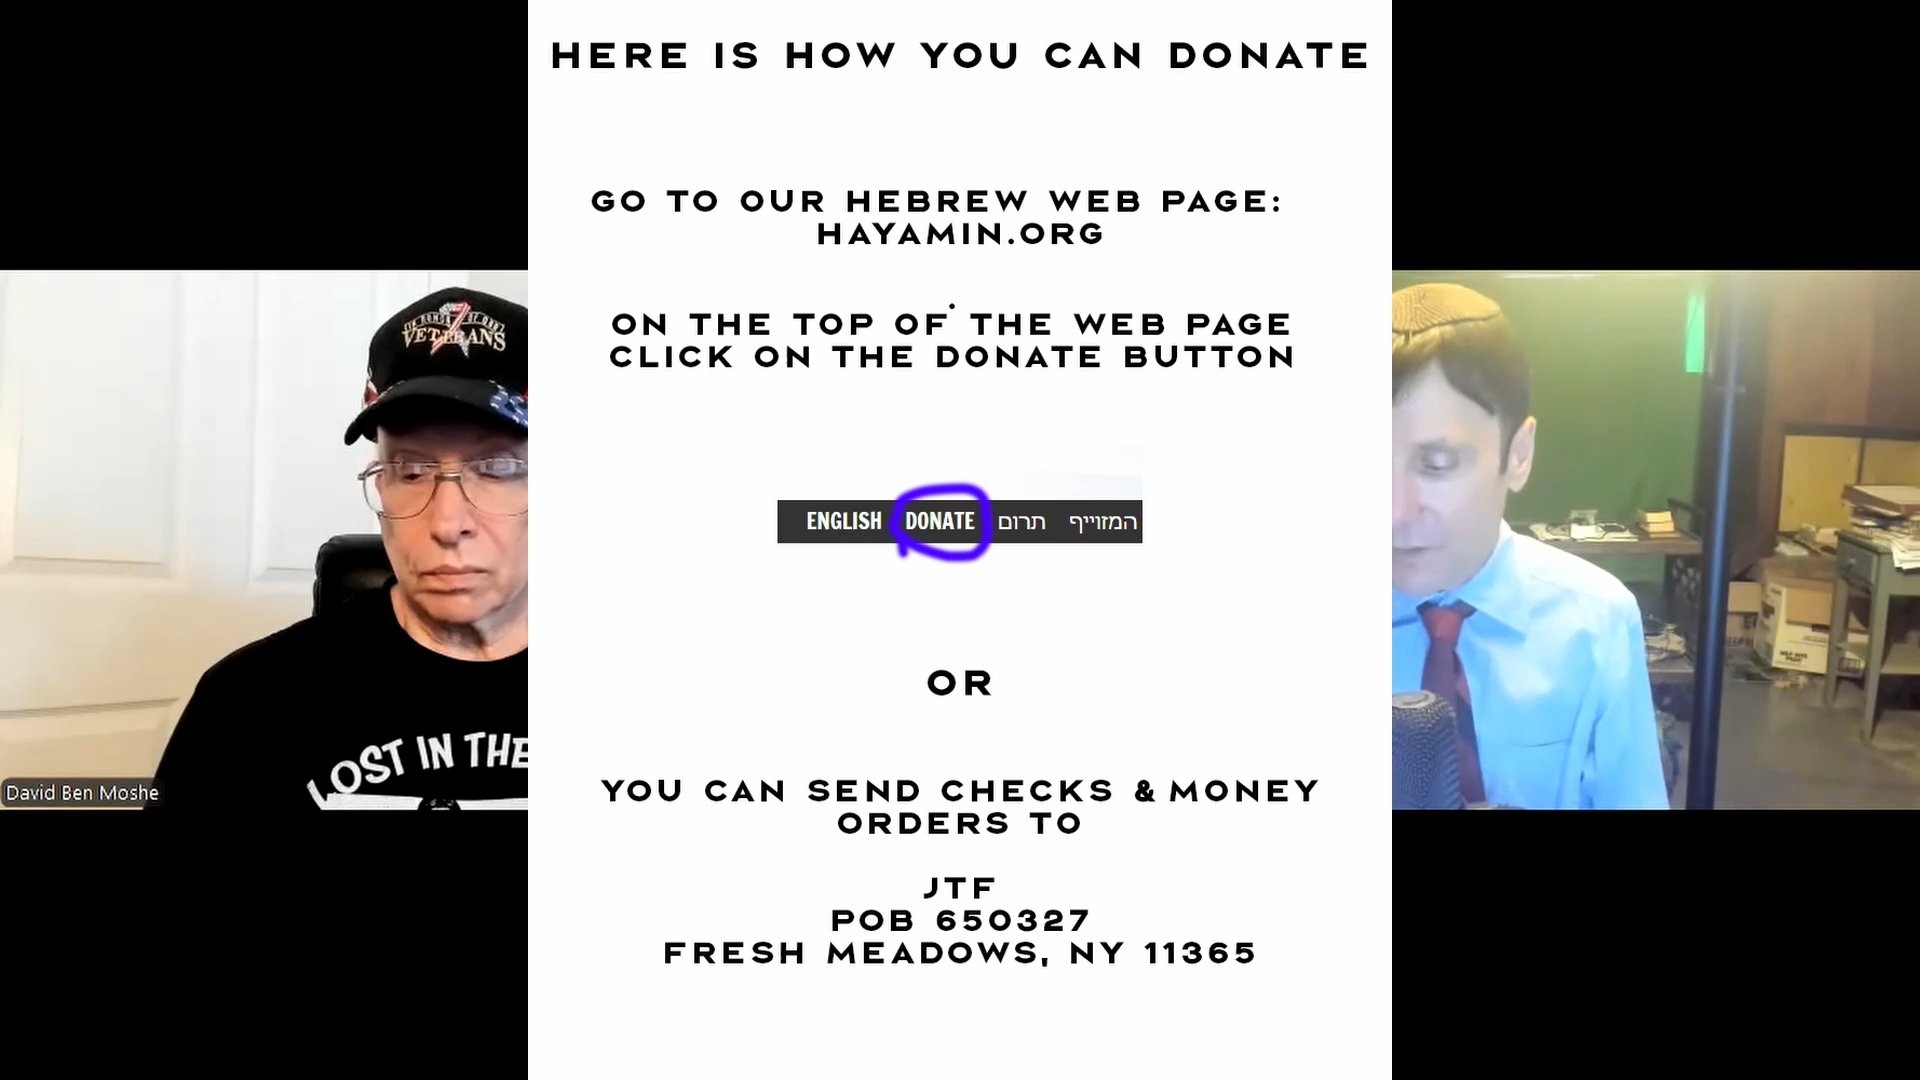 HERE IS HOW YOU CAN DONATE
GO TO OUR HEBREW WEB PAGE:
HAYAMIN.ORG
ON THE TOP OF THE WEB PAGE
CLICK ON THE DONATE BUTTON
ENGLISH DONATE תרום המזוייף
OR
YOU CAN SEND CHECKS & MONEY
ORDERS TO
JTF
POB 650327
FRESH MEADOWS, NY 11365
VETERANS
LOST IN THE
David Ben Moshe